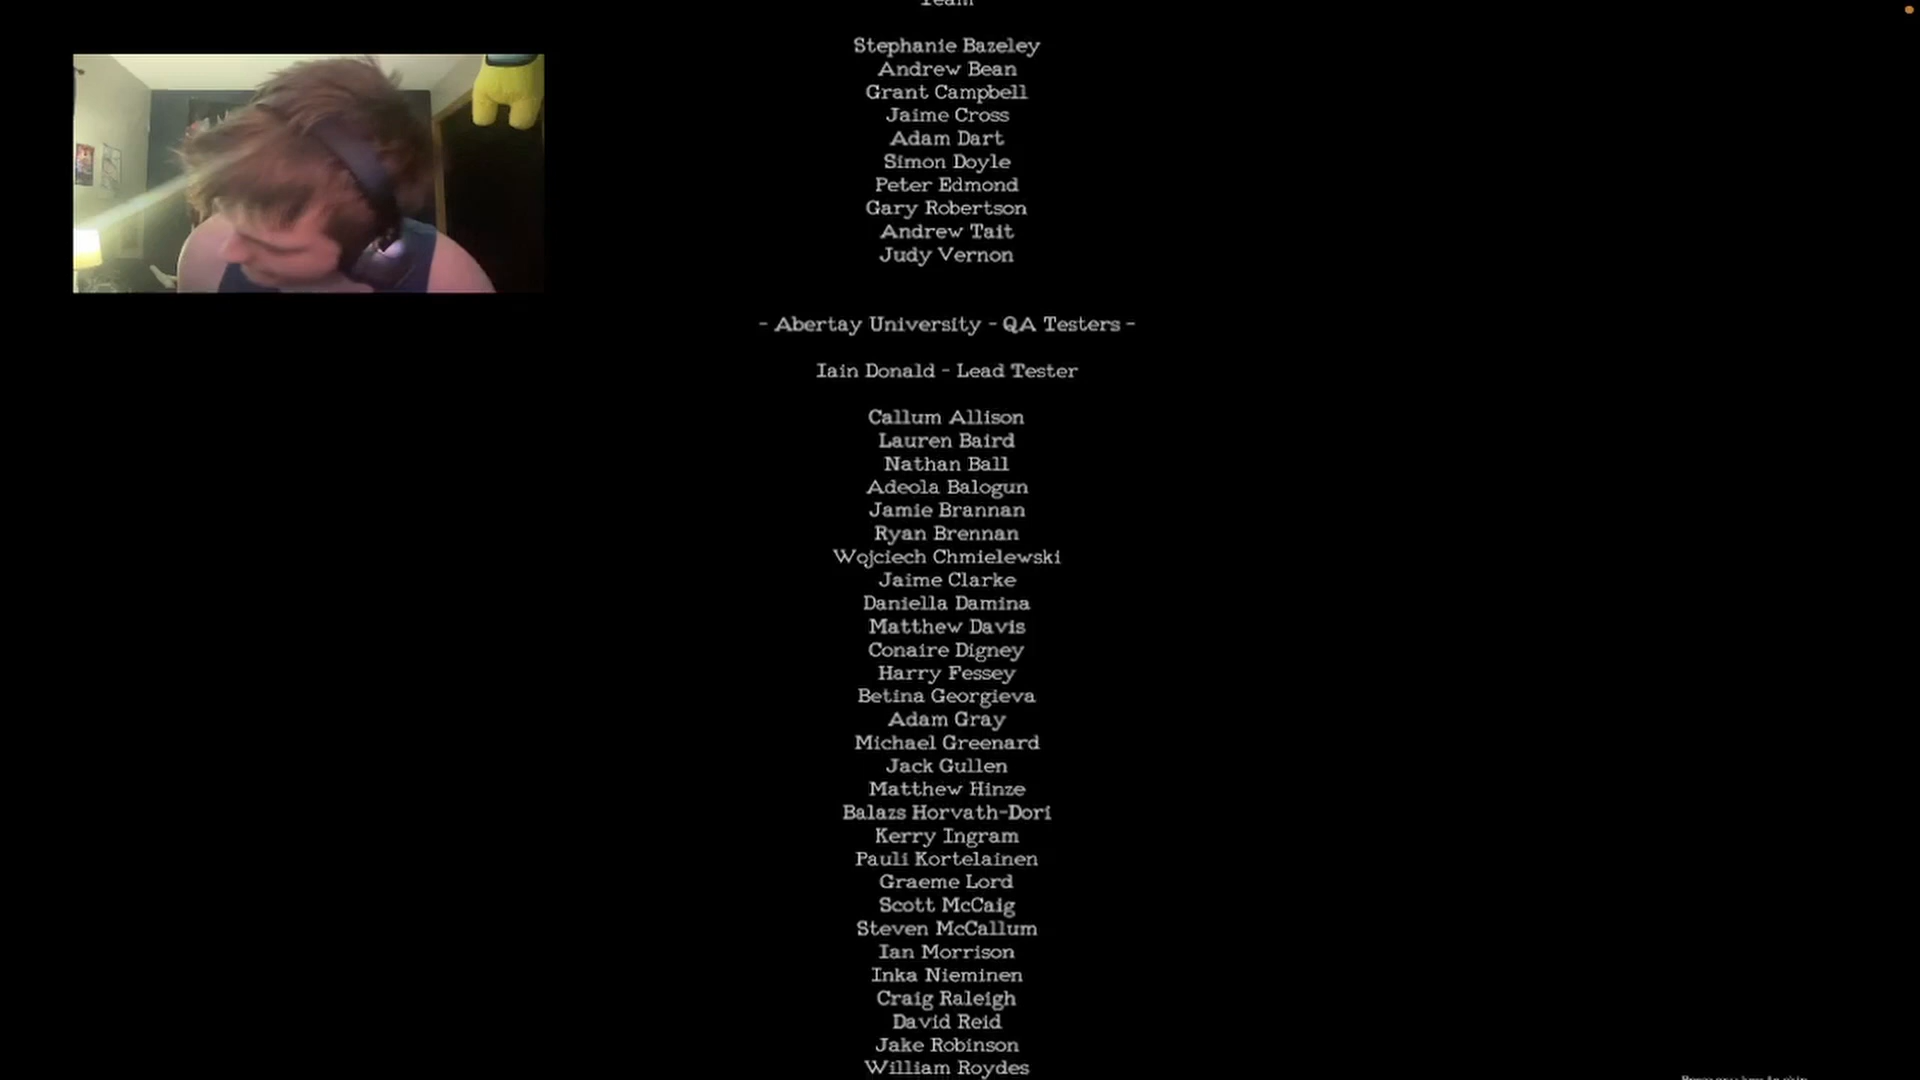 Team
Stephanie Bazeley
Andrew Bean
Grant Campbell
Jaime Cross
Adam Dart
Simon Doyle
Peter Edmond
Gary Robertson
Andrew Tait
Judy Vernon
- Abertay University - QA Testers -
Iain Donald - Lead Tester
Callum Allison
Lauren Baird
Nathan Ball
Adeola Balogun
Jamie Brannan
Ryan Brennan
Wojciech Chmielewski
Jaime Clarke
Daniella Damina
Matthew Davis
Conaire Digney
Harry Fessey
Betina Georgieva
Adam Gray
Michael Greenard
Jack Gullen
Matthew Hinze
Balazs Horvath-Dori
Kerry Ingram
Pauli Kortelainen
Graeme Lord
Scott McCaig
Steven McCallum
Ian Morrison
Inka Nieminen
Craig Raleigh
David Reid
Jake Robinson
William Roydes